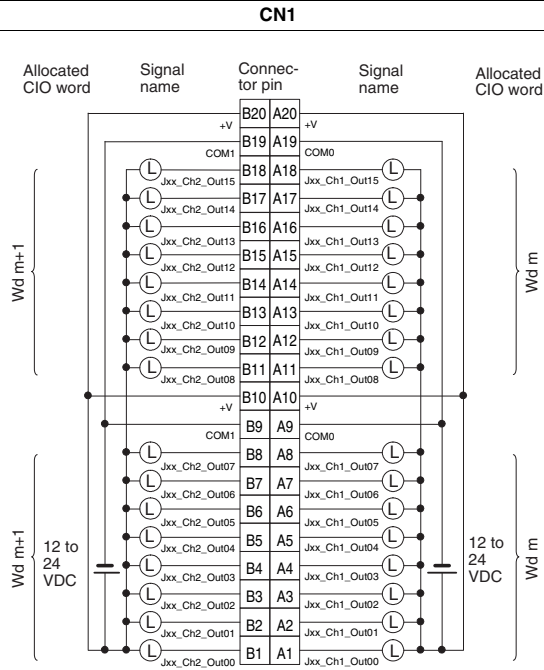 CN1
Allocated CIO word
Signal name
Connec-tor pin
Signal name
Allocated CIO word
B20 A20
+V +V
B19 A19
COM1 COM0
B18 A18
Jxx_Ch2_Out15 Jxx_Ch1_Out15
L B17 A17 L
Jxx_Ch2_Out14 Jxx_Ch1_Out14
L B16 A16 L
Jxx_Ch2_Out13 Jxx_Ch1_Out13
L B15 A15 L
Jxx_Ch2_Out12 Jxx_Ch1_Out12
L B14 A14 L
Jxx_Ch2_Out11 Jxx_Ch1_Out11
L B13 A13 L
Jxx_Ch2_Out10 Jxx_Ch1_Out10
L B12 A12 L
Jxx_Ch2_Out09 Jxx_Ch1_Out09
L B11 A11 L
Jxx_Ch2_Out08 Jxx_Ch1_Out08
Wd m+1
Wd m
B10 A10
+V +V
B9 A9
COM1 COM0
L B8 A8 L
Jxx_Ch2_Out07 Jxx_Ch1_Out07
L B7 A7 L
Jxx_Ch2_Out06 Jxx_Ch1_Out06
L B6 A6 L
Jxx_Ch2_Out05 Jxx_Ch1_Out05
L B5 A5 L
Jxx_Ch2_Out04 Jxx_Ch1_Out04
L B4 A4 L
Jxx_Ch2_Out03 Jxx_Ch1_Out03
L B3 A3 L
Jxx_Ch2_Out02 Jxx_Ch1_Out02
L B2 A2 L
Jxx_Ch2_Out01 Jxx_Ch1_Out01
L B1 A1 L
Jxx_Ch2_Out00 Jxx_Ch1_Out00
Wd m+1
12 to
24
VDC
12 to
24
VDC
Wd m